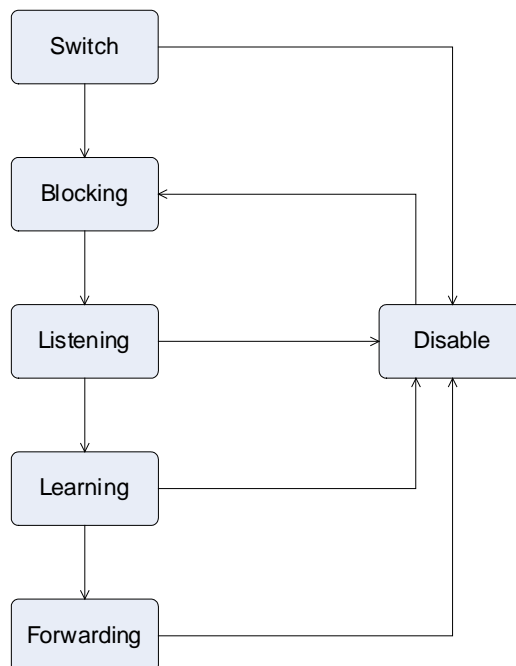 Switch
Blocking
Listening
Disable
Learning
Forwarding